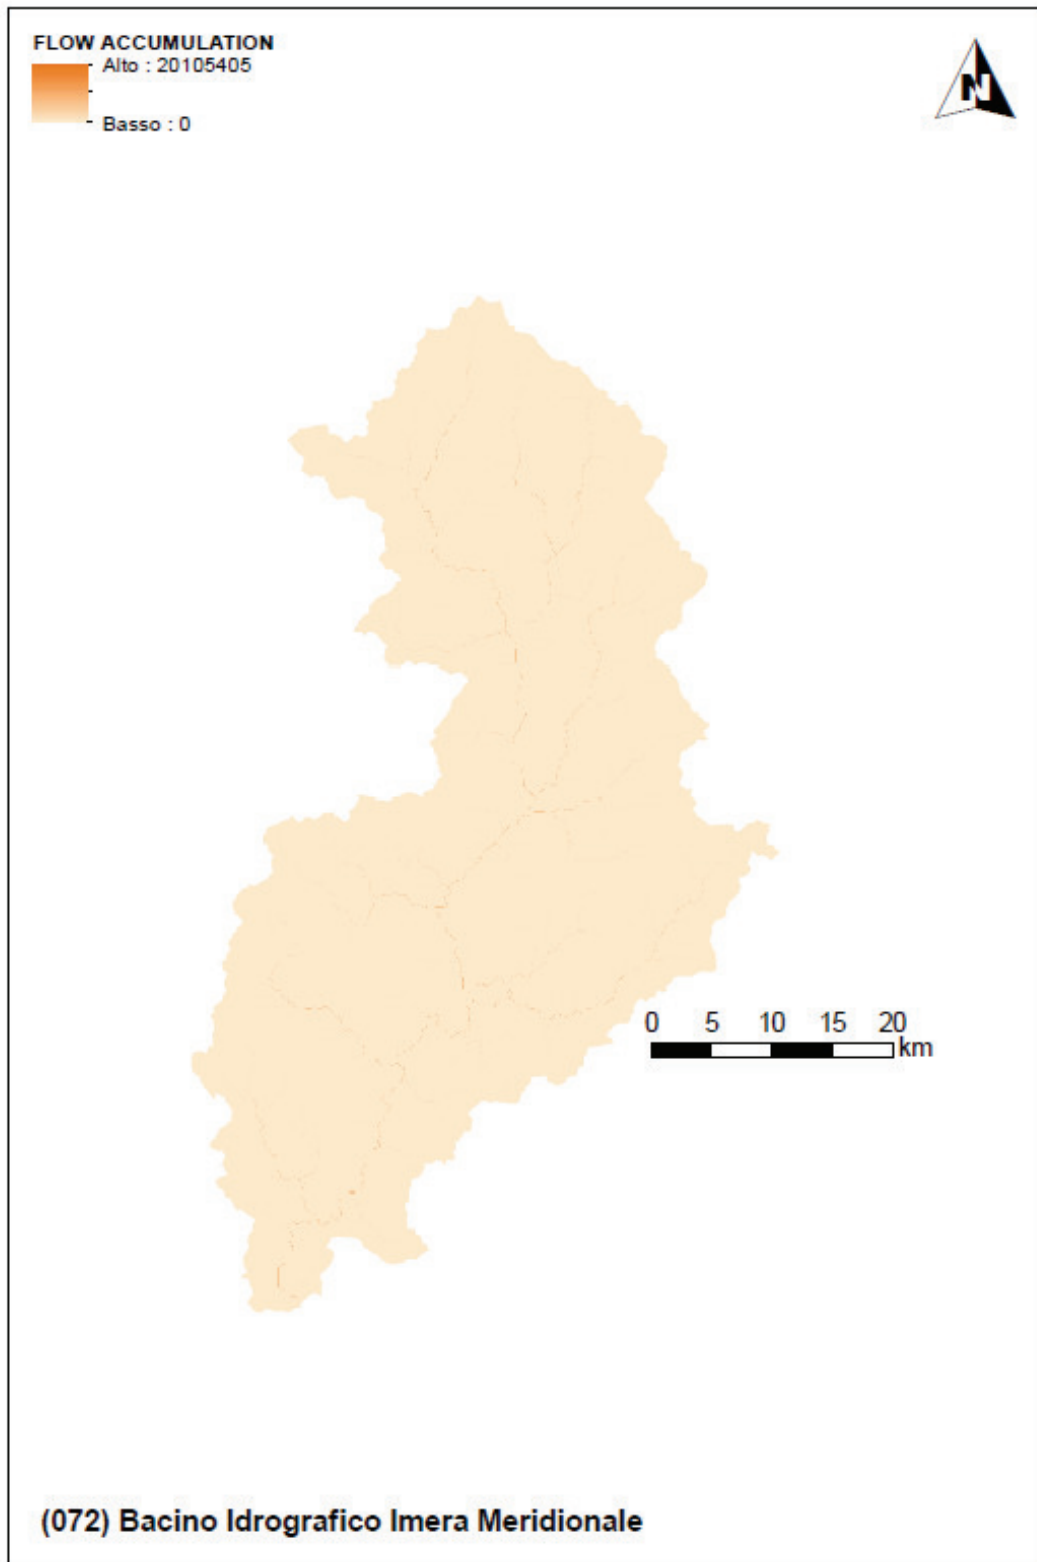 FLOW ACCUMULATION
Alto : 20105405
Basso : 0
N
0 5 10 15 20
km
(072) Bacino Idrografico Imera Meridionale